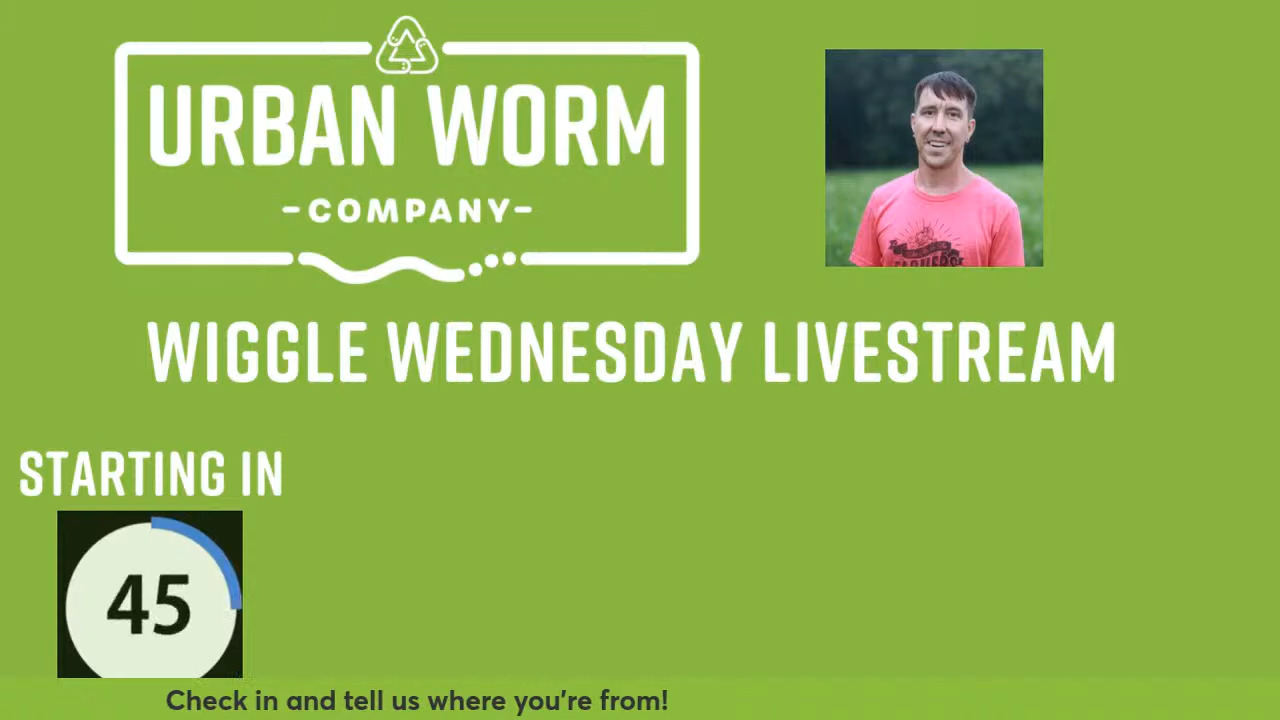 URBAN WORM
-COMPANY-
WIGGLE WEDNESDAY LIVESTREAM
STARTING IN
45
Check in and tell us where you're from!